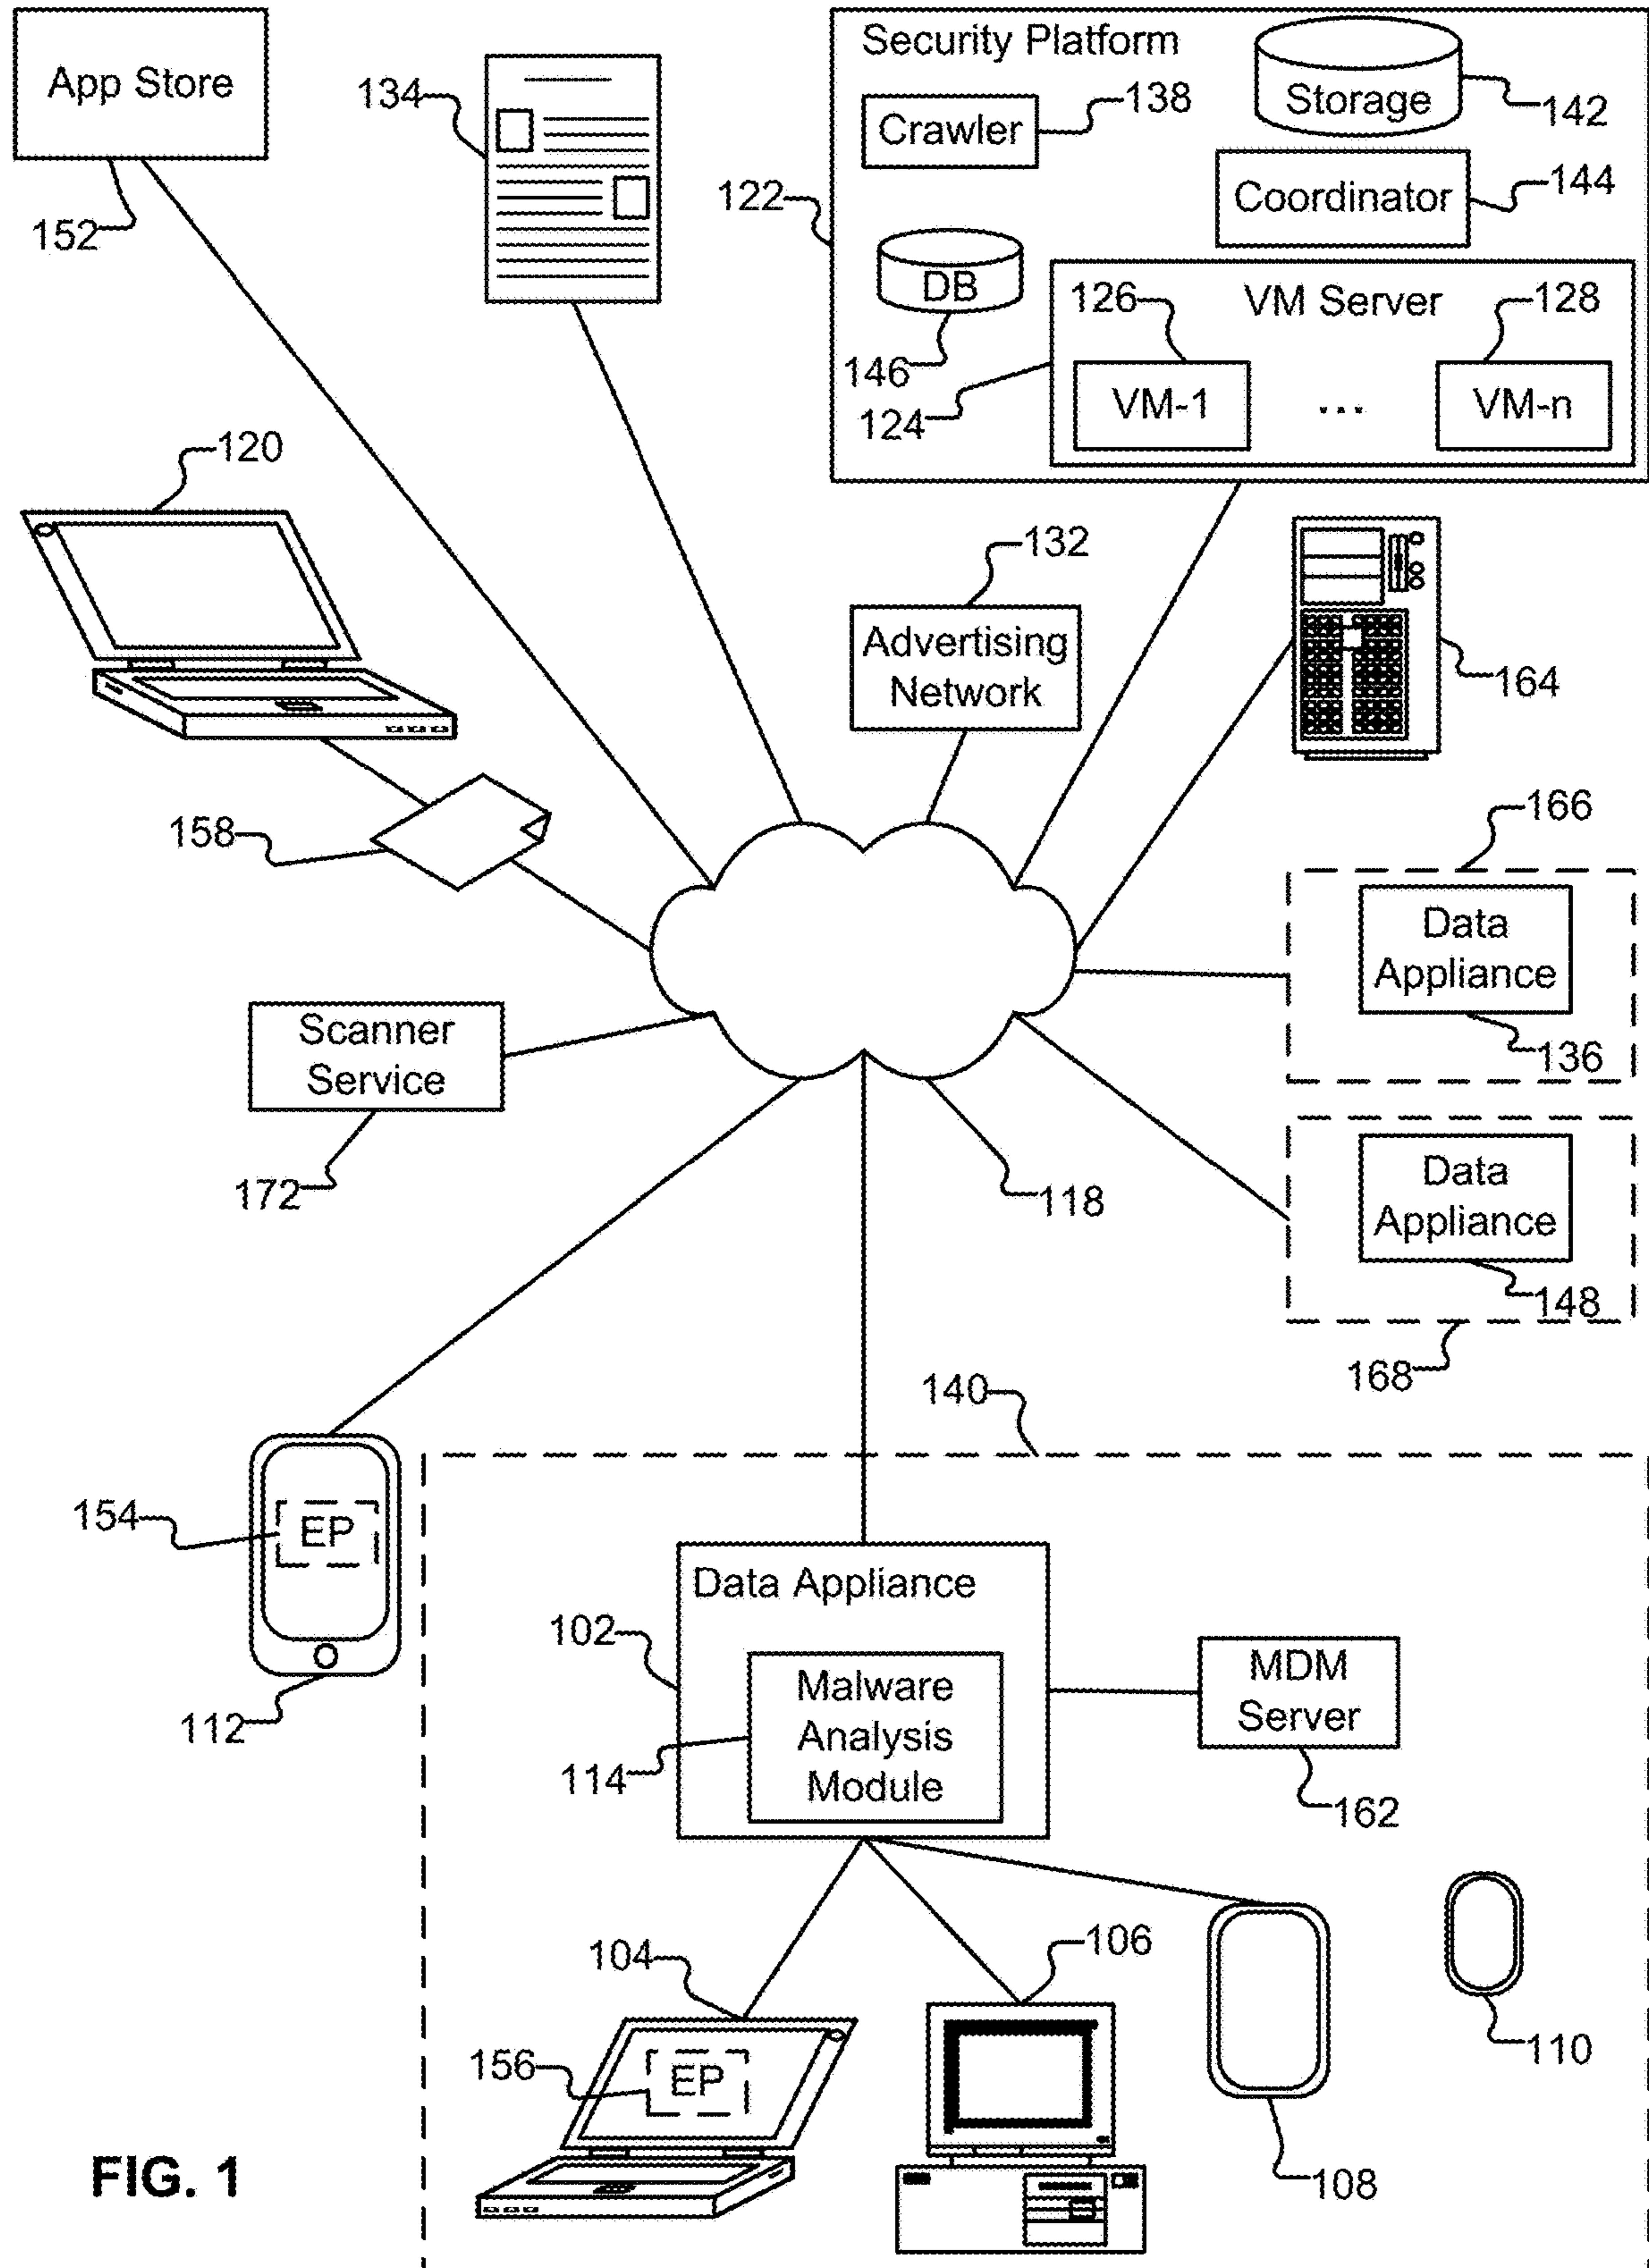 App Store
152
134
Security Platform
Storage
142
Crawler
138
Coordinator
144
122
DB
146
VM Server
126
128
124
VM-1
...
VM-n
120
132
Advertising
Network
164
158
166
Data
Appliance
136
Scanner
Service
172
118
Data
Appliance
148
168
140
154
EP
112
Data Appliance
102
Malware
Analysis
Module
114
MDM
Server
162
104
106
156
EP
110
108
FIG. 1